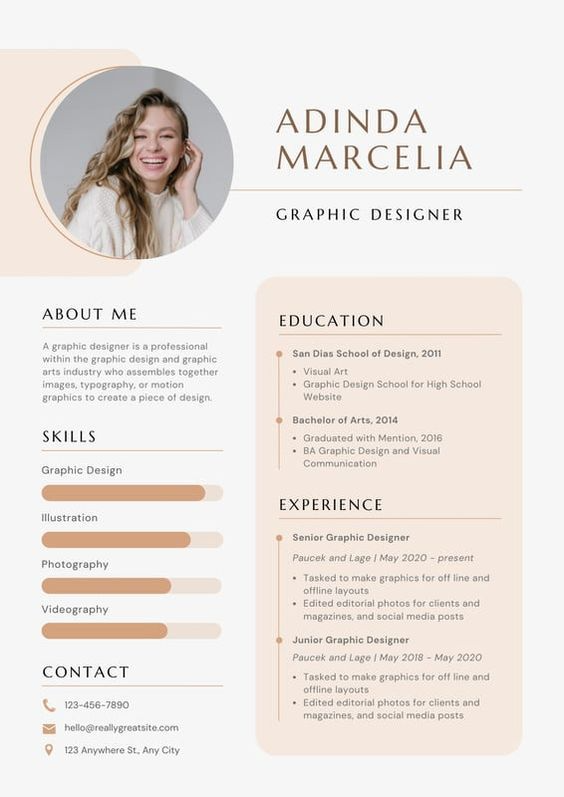 ADINDA
MARCELIA
GRAPHIC DESIGNER
ABOUT ME
A graphic designer is a professional
within the graphic design and graphic
arts industry who assembles together
images, typography, or motion
graphics to create a piece of design.
SKILLS
Graphic Design
Illustration
Photography
Videography
CONTACT
123-456-7890
hello@reallygreatsite.com
123 Anywhere St., Any City
EDUCATION
San Dias School of Design, 2011
• Visual Art
• Graphic Design School for High School
Website
Bachelor of Arts, 2014
• Graduated with Mention, 2016
• BA Graphic Design and Visual
Communication
EXPERIENCE
Senior Graphic Designer
Paucek and Lage | May 2020 - present
• Tasked to make graphics for off line and
offline layouts
• Edited editorial photos for clients and
magazines, and social media posts
Junior Graphic Designer
Paucek and Lage | May 2018 - May 2020
• Tasked to make graphics for off line and
offline layouts
• Edited editorial photos for clients and
magazines, and social media posts